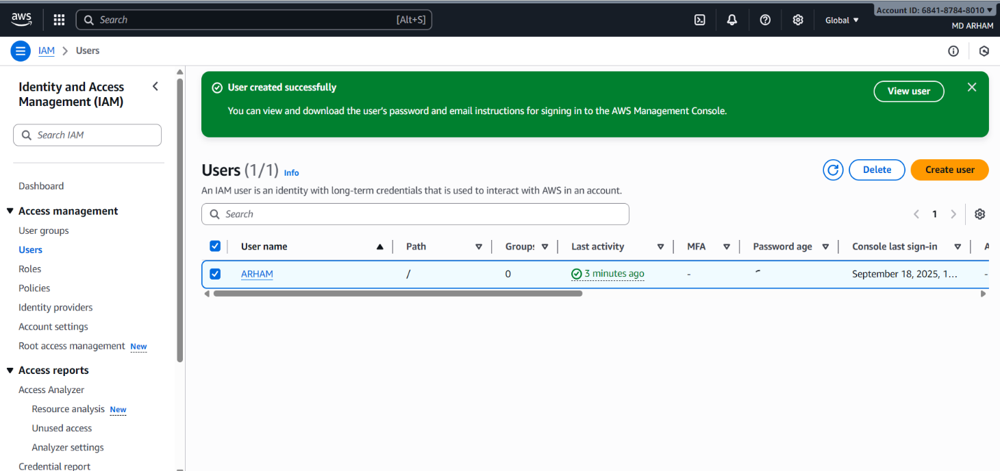 aws
Search
[Alt+S]
Global
Account ID: 6841-8784-8010
MD ARHAM
IAM
Users
Identity and Access
Management (IAM)
Search IAM
Dashboard
Access management
User groups
Users
Roles
Policies
Identity providers
Account settings
Root access management New
Access reports
Access Analyzer
Resource analysis New
Unused access
Analyzer settings
Credential report
User created successfully
You can view and download the user's password and email instructions for signing in to the AWS Management Console.
View user
Users (1/1) Info
Delete
Create user
An IAM user is an identity with long-term credentials that is used to interact with AWS in an account.
Search
1
User name Path Group: Last activity MFA Password age Console last sign-in A
ARHAM / 0 3 minutes ago - September 18, 2025, 1... -